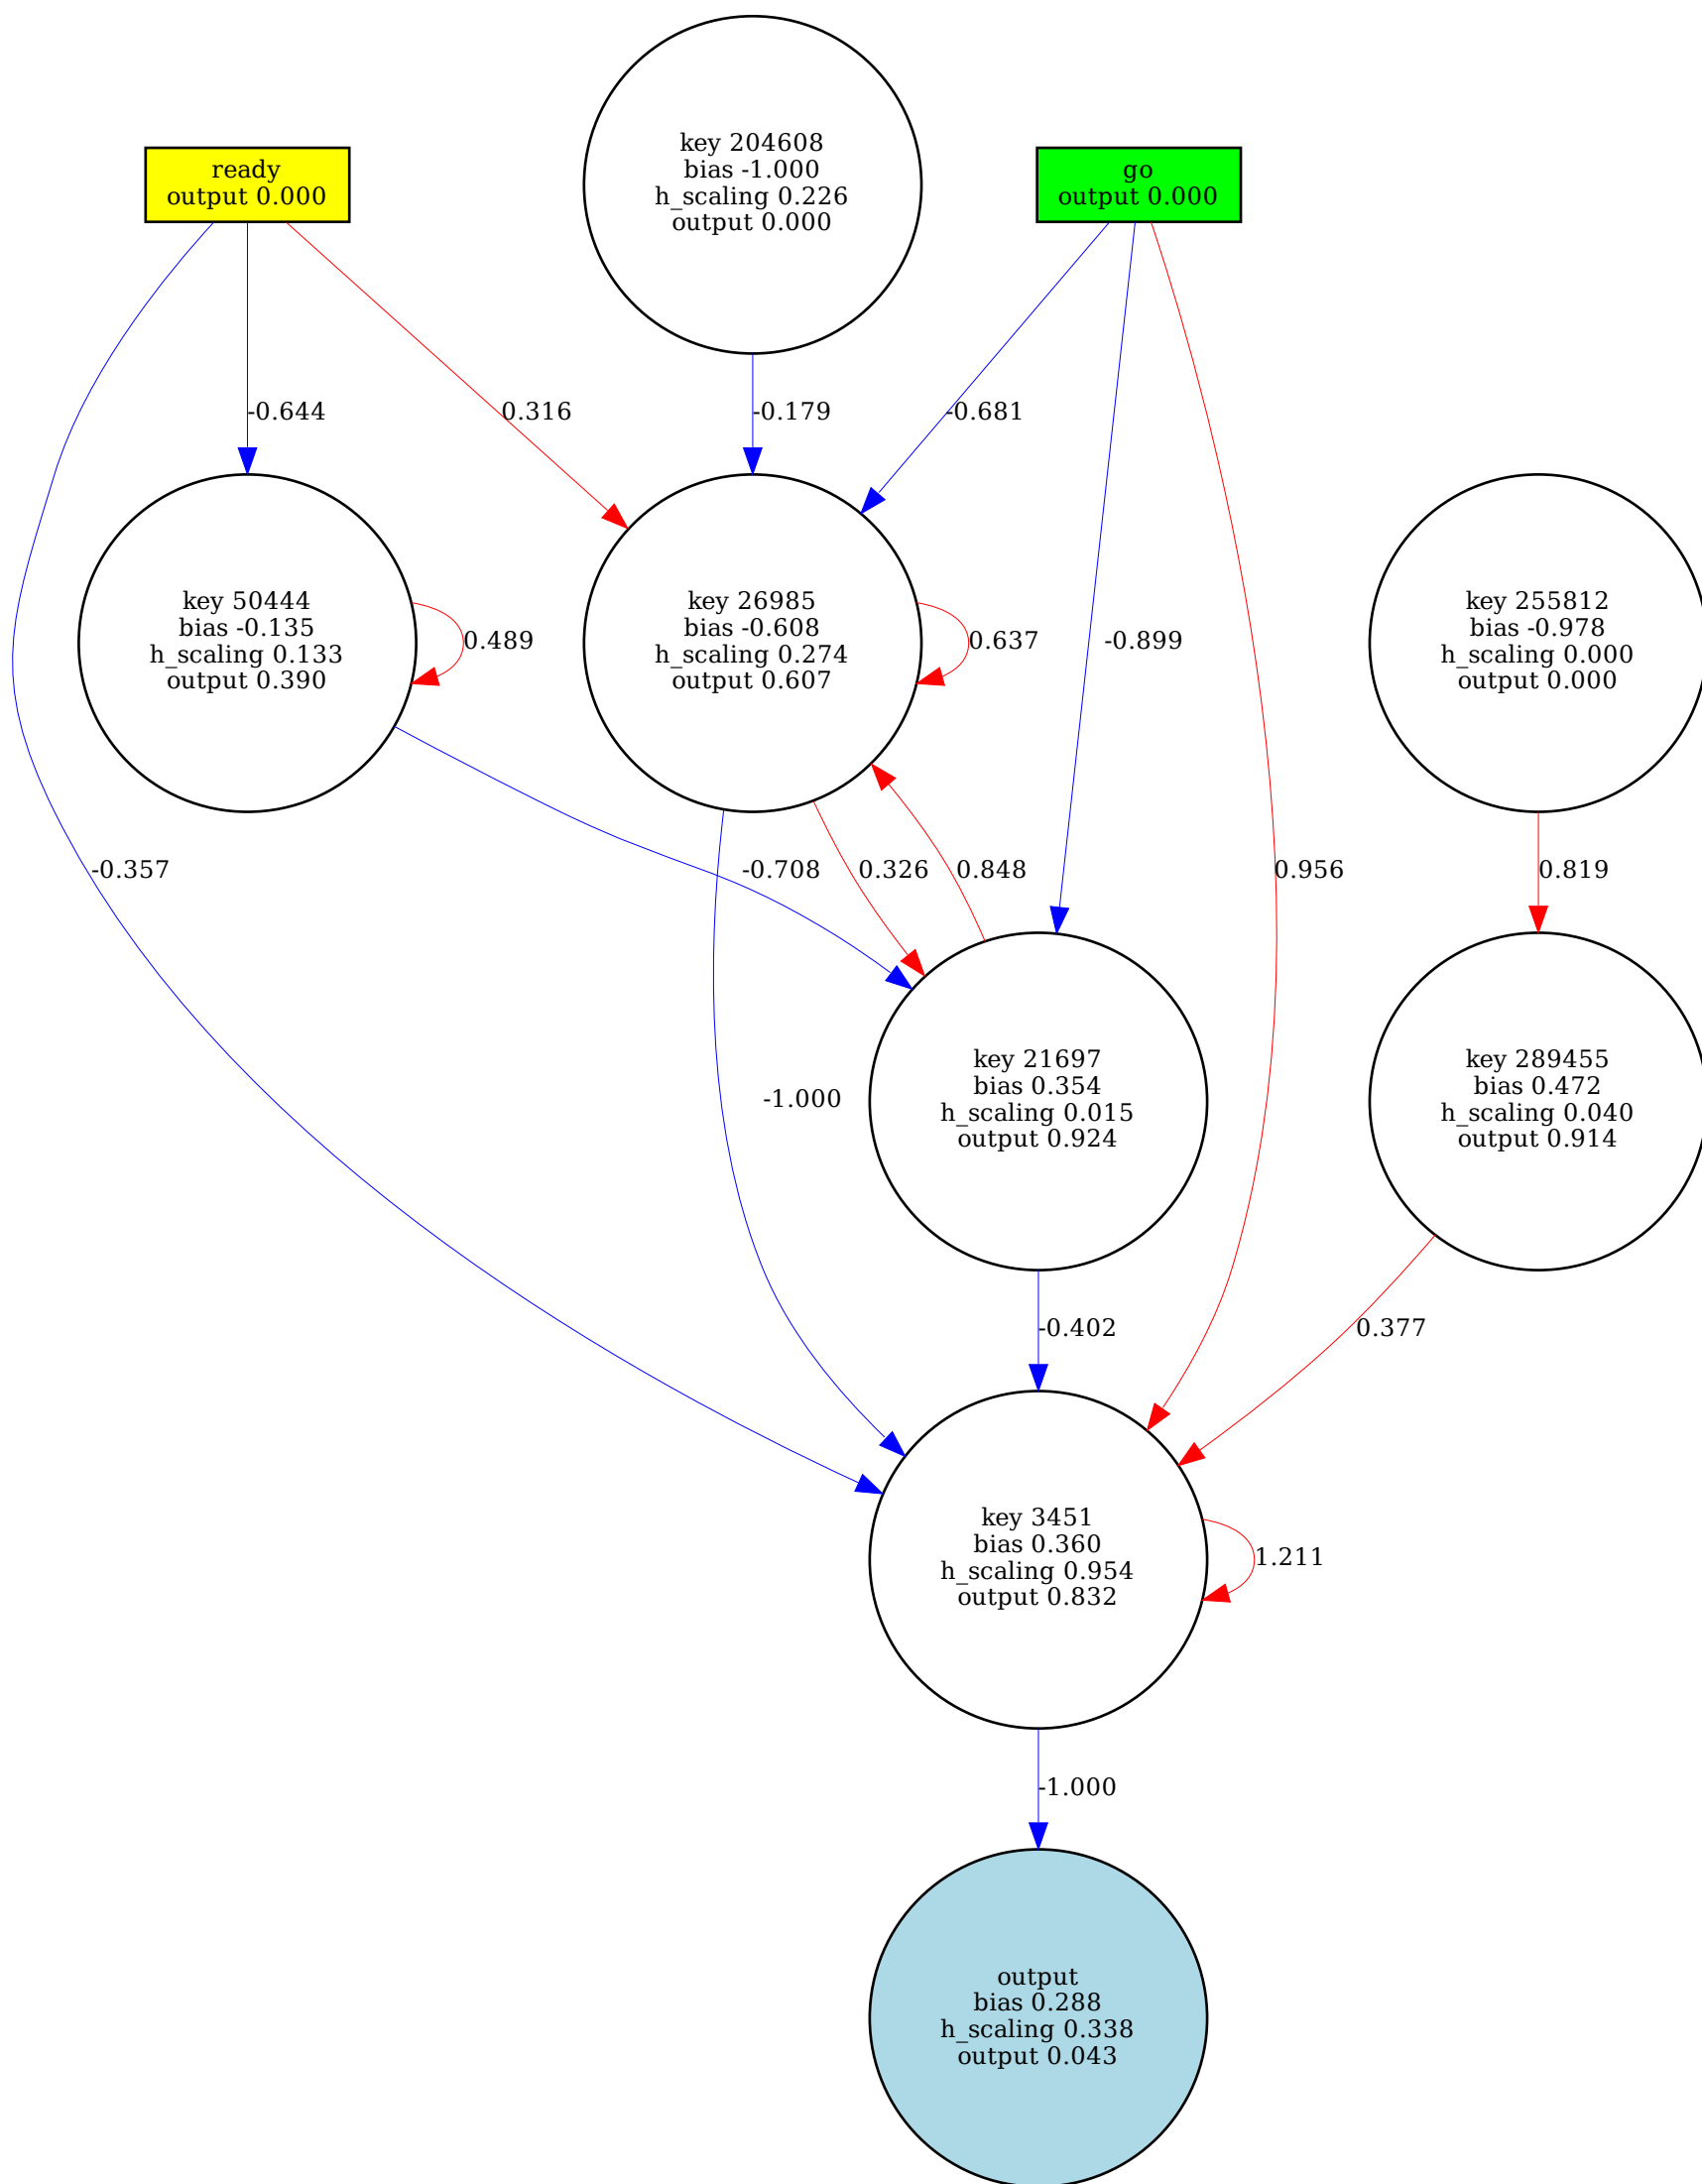 key 204608
bias -1.000
h_scaling 0.226
output 0.000
ready
output 0.000
go
output 0.000
-0.644
0.316
-0.179
-0.681
key 50444
bias -0.135
h_scaling 0.133
output 0.390
0.489
key 26985
bias -0.608
h_scaling 0.274
output 0.607
0.637
-0.899
key 255812
bias -0.978
h_scaling 0.000
output 0.000
-0.357
-0.708
0.326
0.848
0.956
0.819
-1.000
key 21697
bias 0.354
h_scaling 0.015
output 0.924
key 289455
bias 0.472
h_scaling 0.040
output 0.914
-0.402
0.377
key 3451
bias 0.360
h_scaling 0.954
output 0.832
1.211
-1.000
output
bias 0.288
h_scaling 0.338
output 0.043